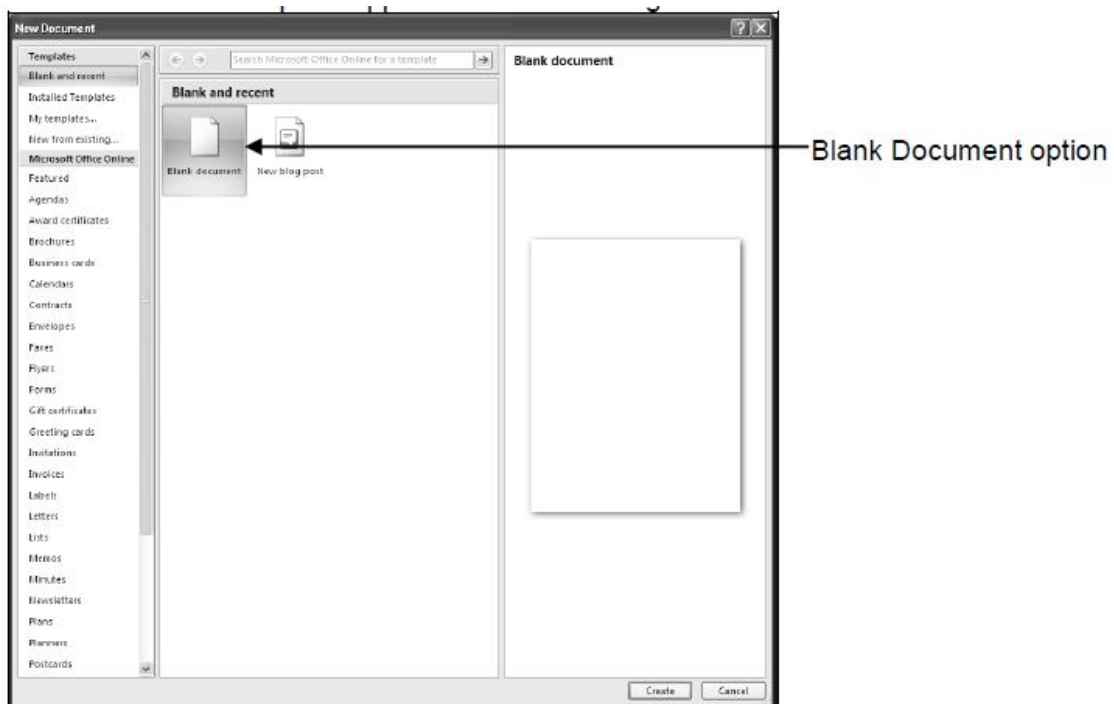 New Document
Templates
Blank and recent
Installed Templates
My templates...
New from existing...
Microsoft Office Online
Featured
Agendas
Award certificates
Brochures
Business cards
Calendars
Contracts
Envelopes
Faxes
Flyers
Forms
Gift certificates
Greeting cards
Invitations
Invoices
Labels
Letters
Lists
Memos
Minutes
Newsletters
Plans
Planners
Postcards
Search Microsoft Office Online for a template
Blank and recent
Blank document
New blog post
Blank document
Blank Document option
Create
Cancel